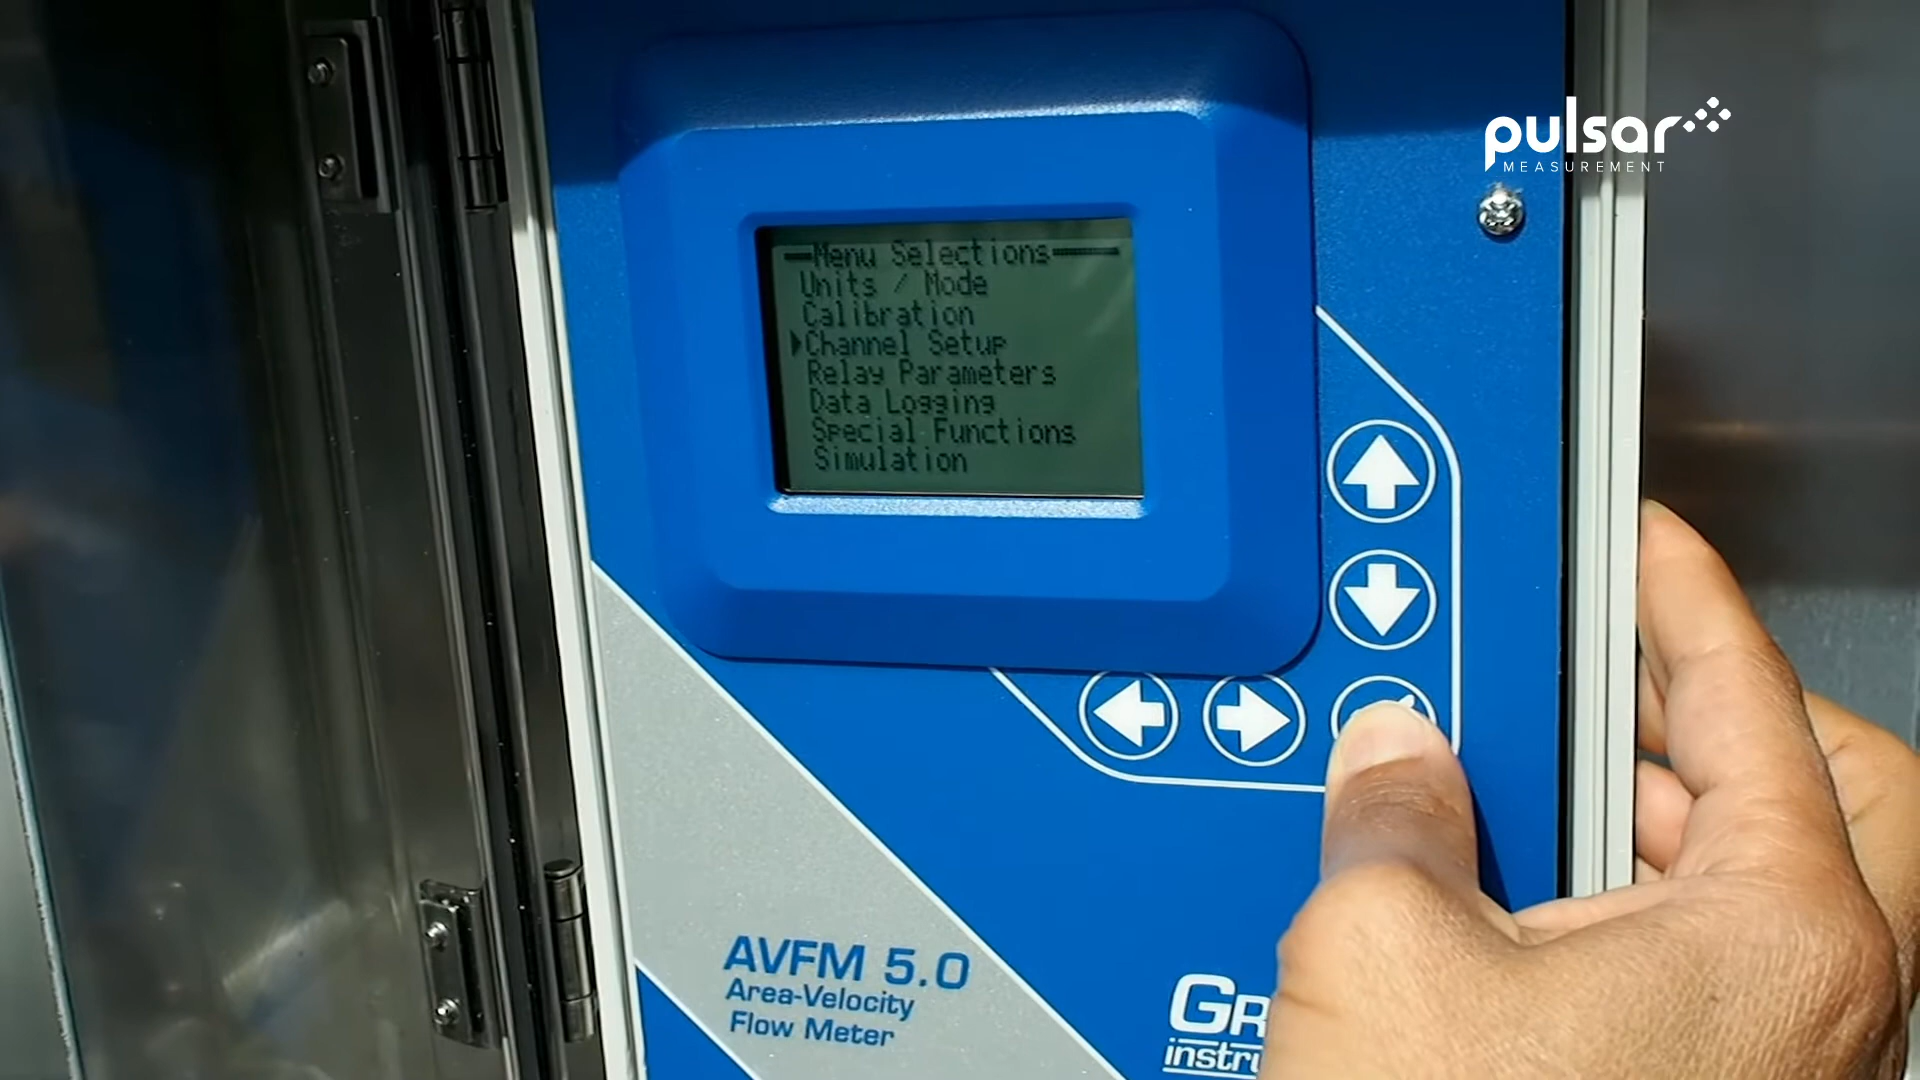 pulsar
MEASUREMENT
Menu Selections
Units / Mode
Calibration
Channel Setup
Relay Parameters
Data Logging
Special Functions
Simulation
AVFM 5.0
Area-Velocity
Flow Meter